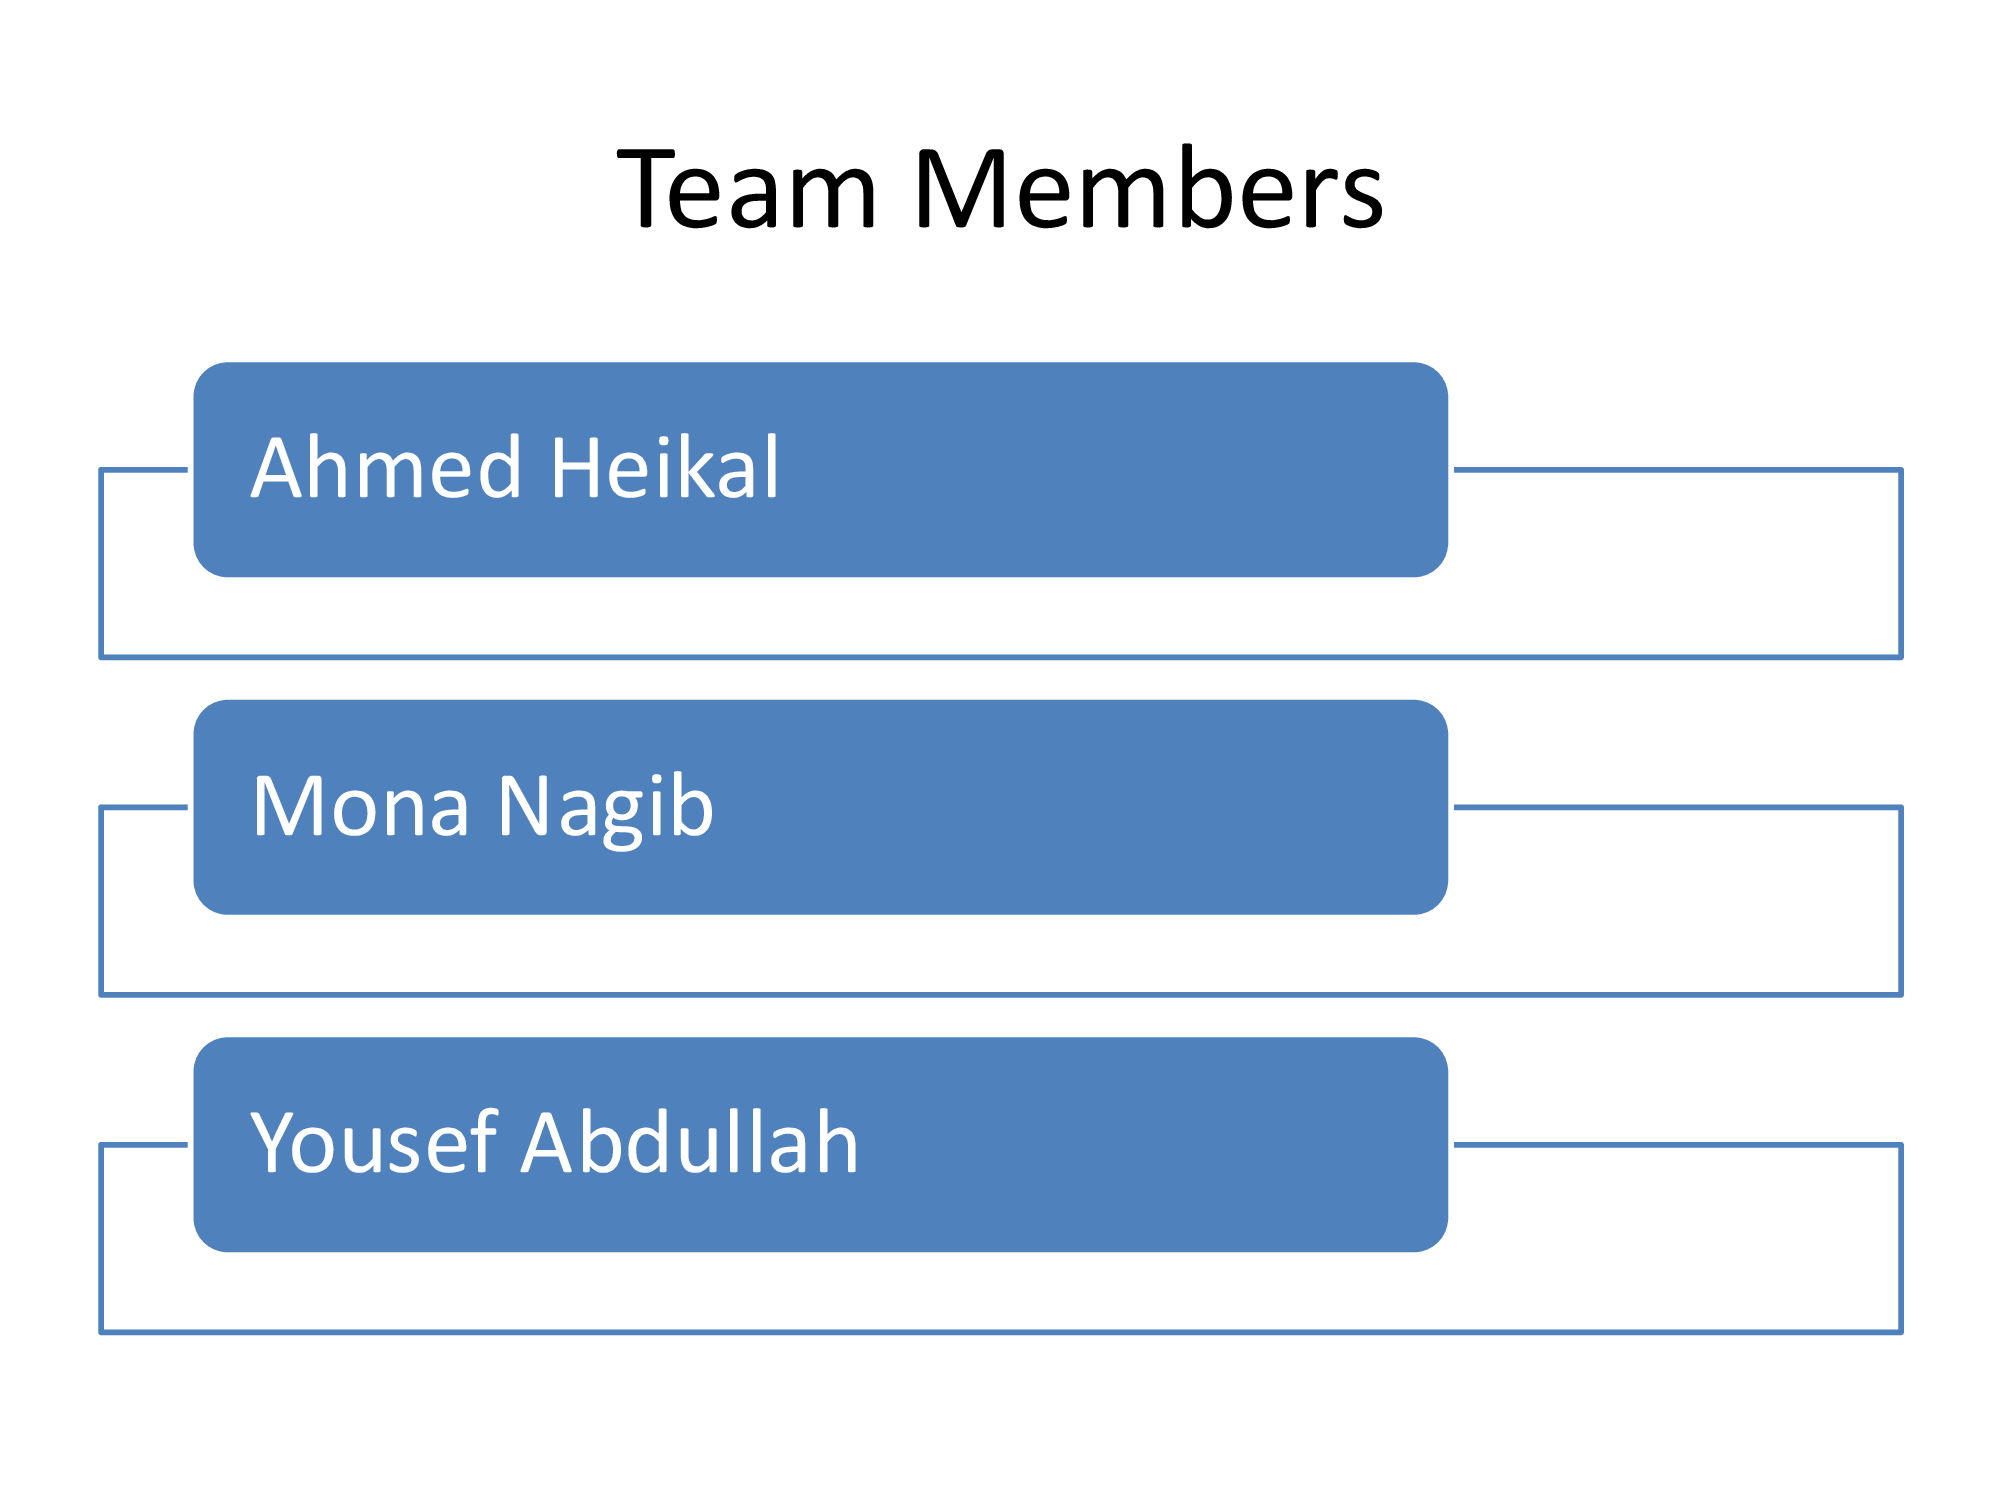 Team Members
Ahmed Heikal
Mona Nagib
Yousef Abdullah